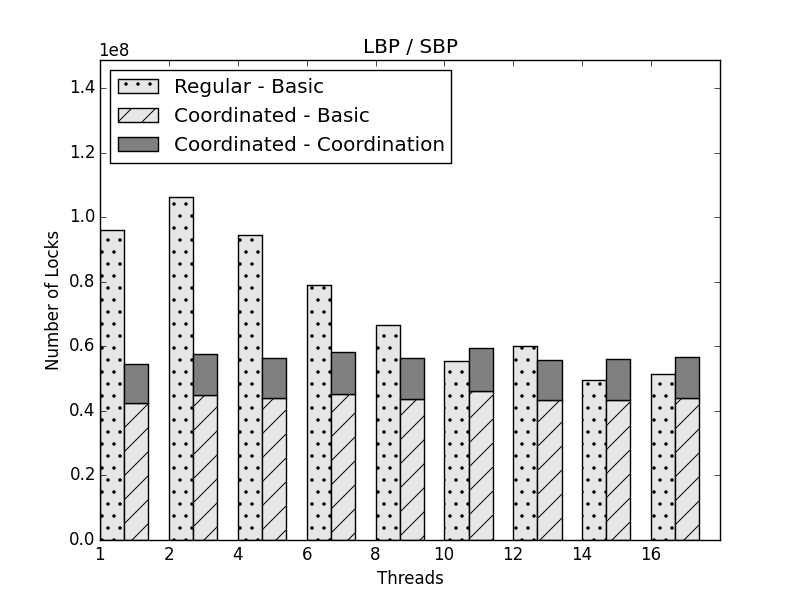 LBP / SBP
1e8
Regular - Basic
Coordinated - Basic
Coordinated - Coordination
1.4
1.2
1.0
0.8
0.6
0.4
0.2
0.0
Number of Locks
1 2 4 6 8 10 12 14 16
Threads